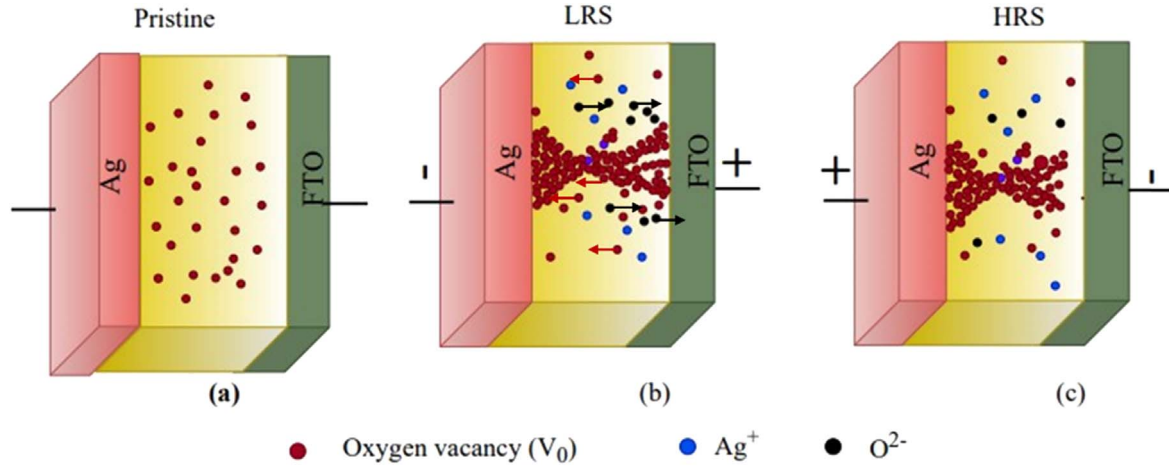 Pristine
LRS
HRS
Ag
FTO
-
Ag
FTO
+
+
Ag
FTO
-
(a)
(b)
(c)
Oxygen vacancy (V₀)
Ag⁺
O²⁻